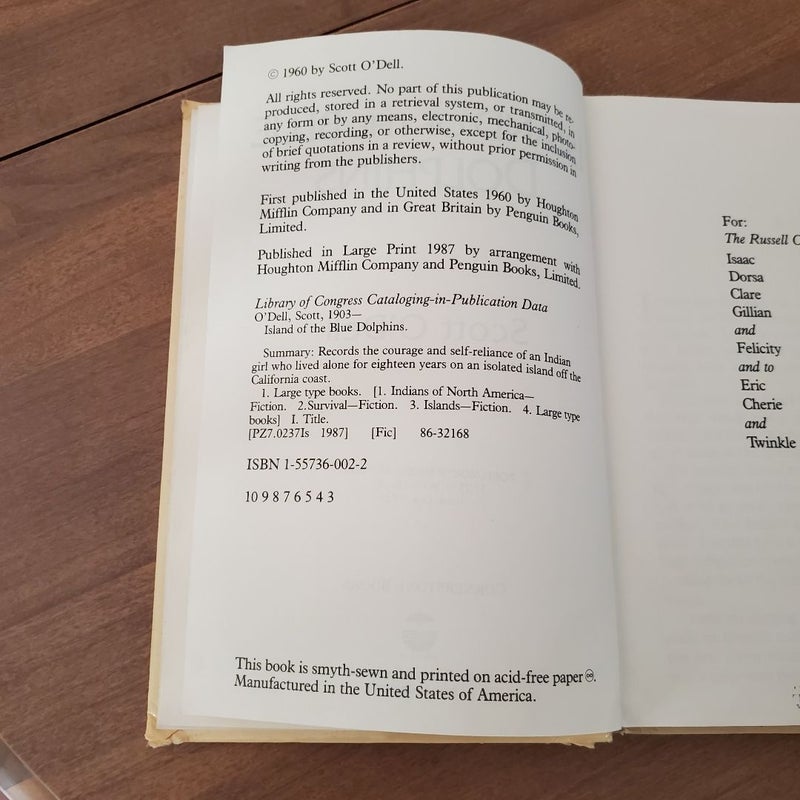 © 1960 by Scott O'Dell.
All rights reserved. No part of this publication may be re-
produced, stored in a retrieval system, or transmitted, in
any form or by any means, electronic, mechanical, photo-
copying, recording, or otherwise, except for the inclusion
of brief quotations in a review, without prior permission in
writing from the publishers.
First published in the United States 1960 by Houghton
Mifflin Company and in Great Britain by Penguin Books,
Limited.
Published in Large Print 1987 by arrangement with
Houghton Mifflin Company and Penguin Books, Limited.
Library of Congress Cataloging-in-Publication Data
O'Dell, Scott, 1903—
Island of the Blue Dolphins.
Summary: Records the courage and self-reliance of an Indian
girl who lived alone for eighteen years on an isolated island off the
California coast.
1. Large type books. [1. Indians of North America—
Fiction. 2.Survival—Fiction. 3. Islands—Fiction. 4. Large type
books] I. Title.
[PZ7.0237Is 1987] [Fic] 86-32168
ISBN 1-55736-002-2
10 9 8 7 6 5 4 3
This book is smyth-sewn and printed on acid-free paper♾.
Manufactured in the United States of America.
For:
The Russell
Isaac
Dorsa
Clare
Gillian
and
Felicity
and to
Eric
Cherie
and
Twinkle